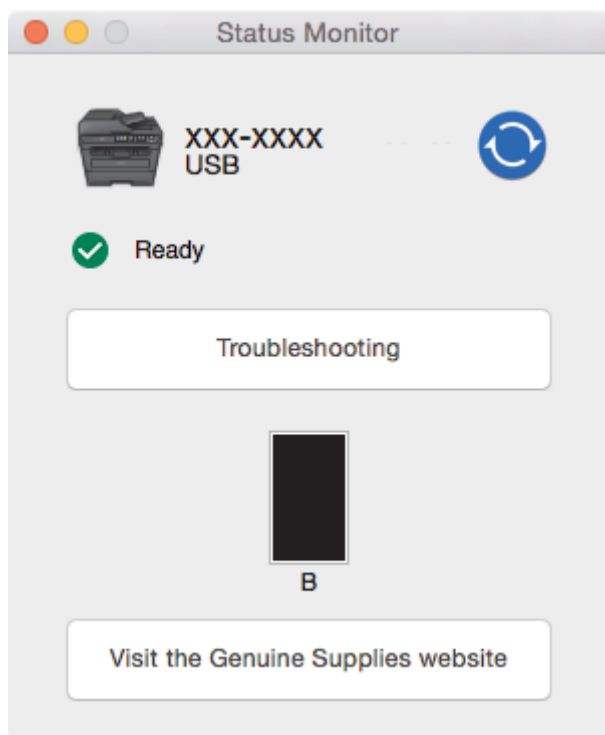 Status Monitor
XXX-XXXX
USB
Ready
Troubleshooting
B
Visit the Genuine Supplies website